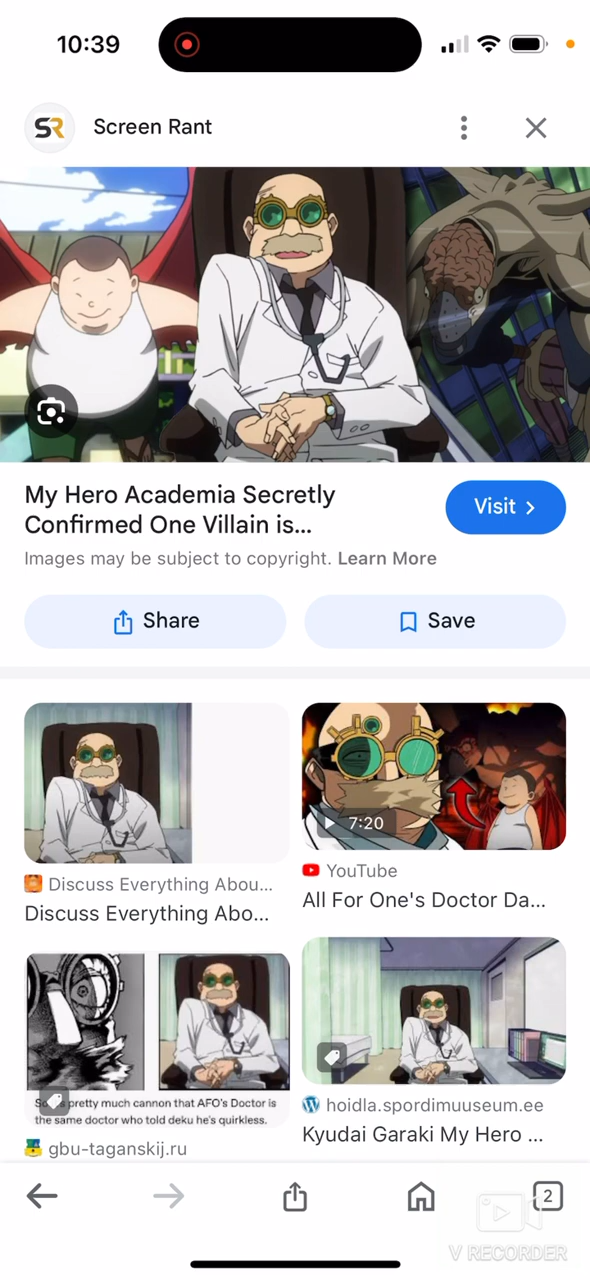 10:39
SR
Screen Rant
My Hero Academia Secretly
Confirmed One Villain is...
Visit
Images may be subject to copyright. Learn More
Share
Save
7:20
Discuss Everything Abou...
Discuss Everything Abo...
YouTube
All For One's Doctor Da...
pretty much cannon that AFO's Doctor is
the same doctor who told deku he's quirkless.
gbu-taganskij.ru
hoidla.spordimuuseum.ee
Kyudai Garaki My Hero ...
2
V RECORDER